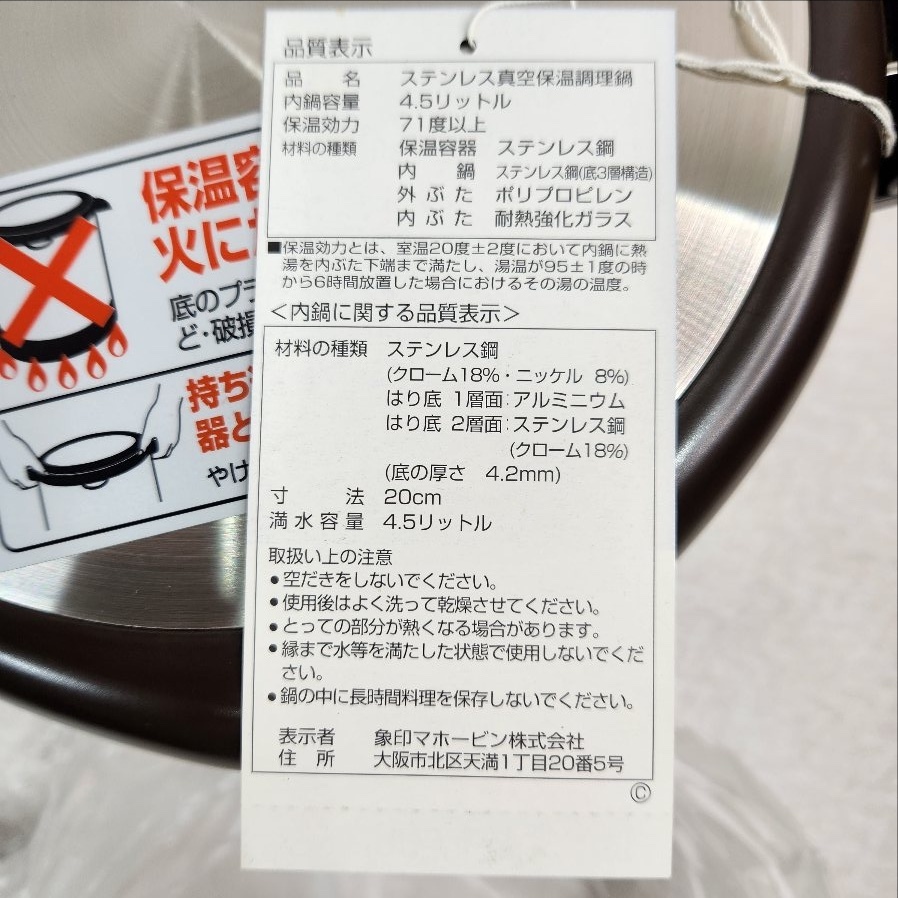 品質表示
品 名 ステンレス真空保温調理鍋
内鍋容量 4.5リットル
保温効力 71度以上
材料の種類 保温容器 ステンレス鋼
内 鍋 ステンレス鋼(底3層構造)
外ぶた ポリプロピレン
内ぶた 耐熱強化ガラス
■保温効力とは、室温20度±2度において内鍋に熱
湯を内ぶた下端まで満たし、湯温が95±1度の時
から6時間放置した場合におけるその湯の温度。
＜内鍋に関する品質表示＞
材料の種類 ステンレス鋼
(クローム18%・ニッケル 8%)
はり底 1層面:アルミニウム
はり底 2層面:ステンレス鋼
(クローム18%)
(底の厚さ 4.2mm)
寸 法 20cm
満水容量 4.5リットル
取扱い上の注意
●空だきをしないでください。
●使用後はよく洗って乾燥させてください。
●とっての部分が熱くなる場合があります。
●縁まで水等を満たした状態で使用しないでくだ
さい。
●鍋の中に長時間料理を保存しないでください。
表示者 象印マホービン株式会社
住 所 大阪市北区天満1丁目20番5号
©
保温容
火に
底のプラ
ど・破損
持ち
器と
やけ